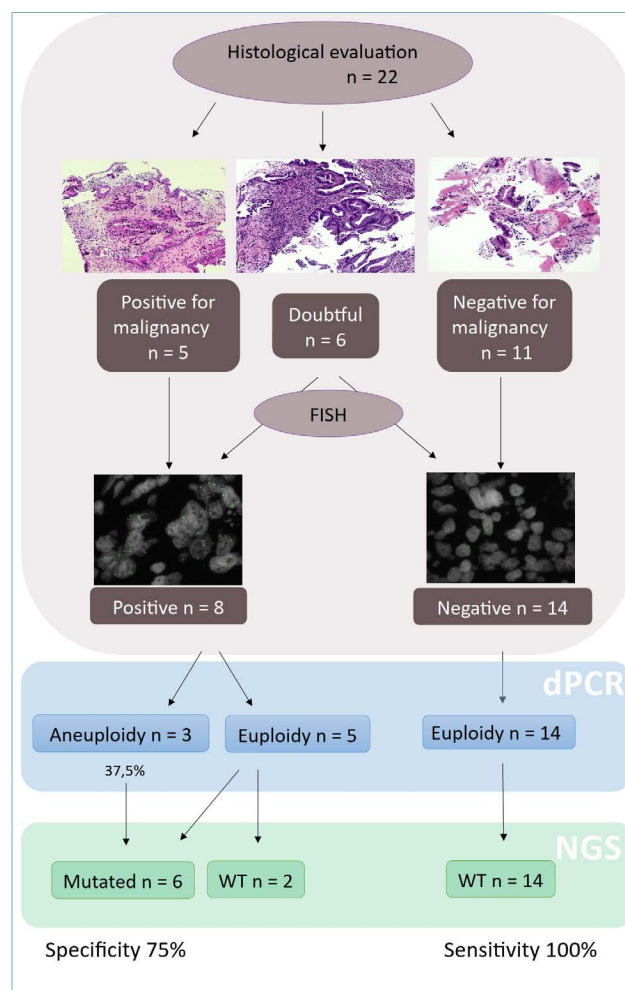 Histological evaluation
n = 22
Positive for
malignancy
n = 5
Doubtful
n = 6
Negative for
malignancy
n = 11
FISH
Positive n = 8
Negative n = 14
dPCR
Aneuploidy n = 3
Euploidy n = 5
Euploidy n = 14
37,5%
NGS
Mutated n = 6
WT n = 2
WT n = 14
Specificity 75%
Sensitivity 100%